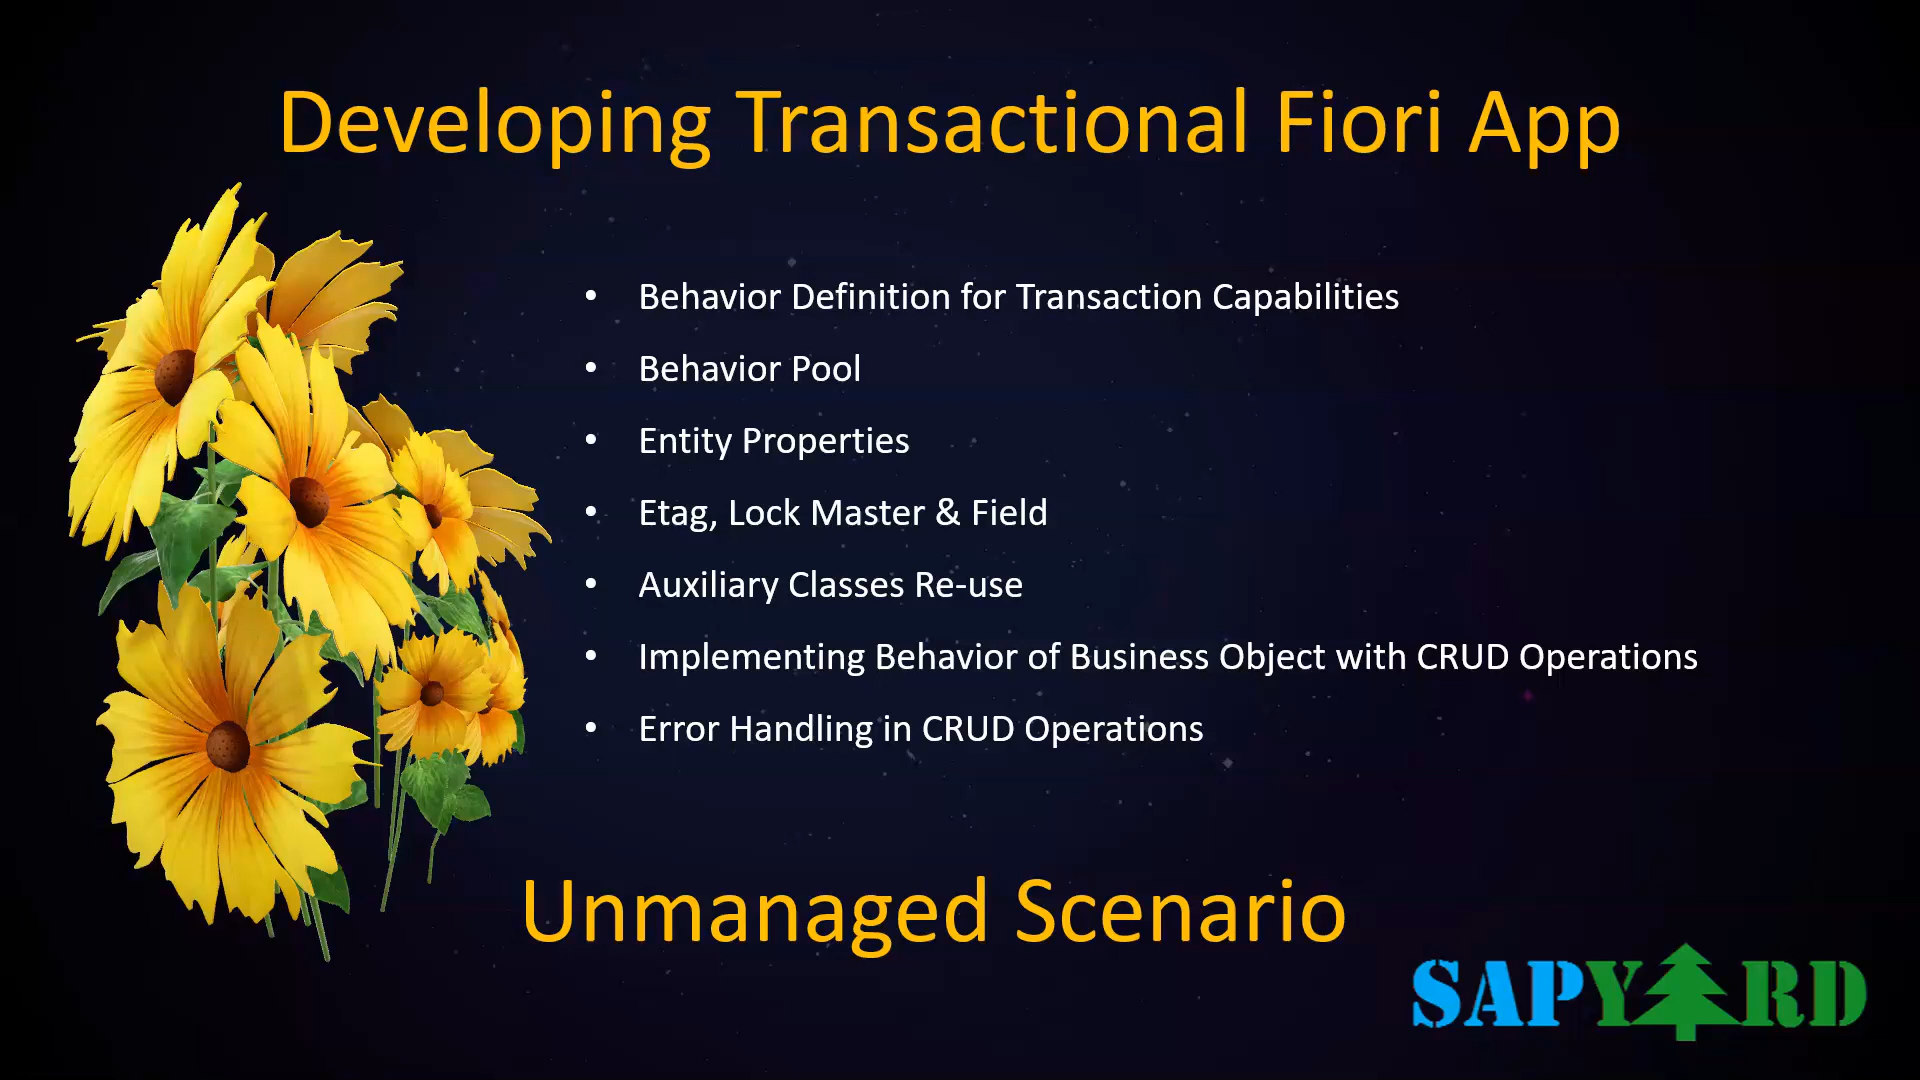 Developing Transactional Fiori App
• Behavior Definition for Transaction Capabilities
• Behavior Pool
• Entity Properties
• Etag, Lock Master & Field
• Auxiliary Classes Re-use
• Implementing Behavior of Business Object with CRUD Operations
• Error Handling in CRUD Operations
Unmanaged Scenario
SAPYARD